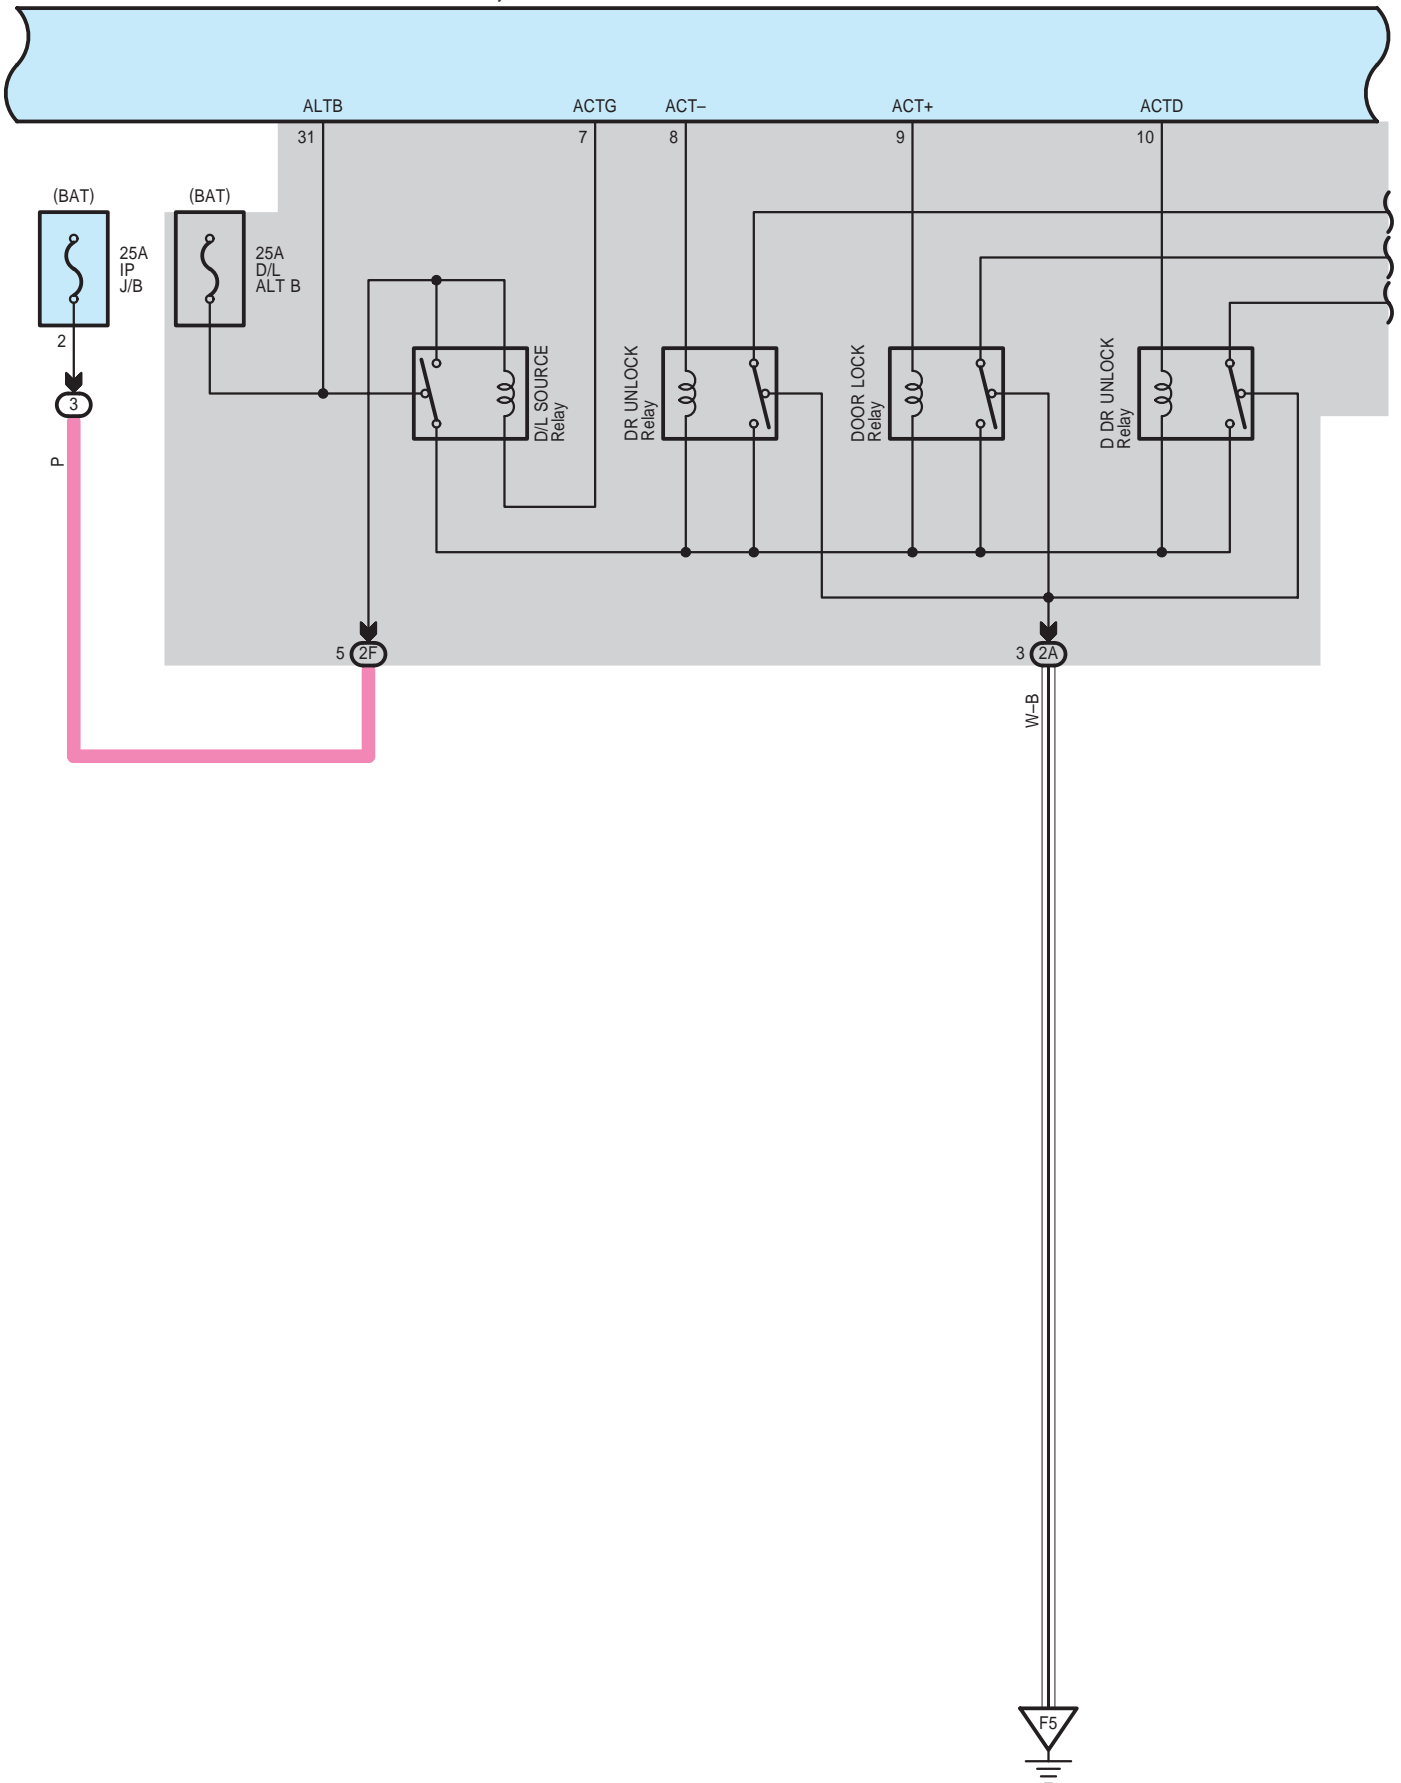 ALTB
ACTG
ACT–
ACT+
ACTD
31
7
8
9
10
(BAT)
(BAT)
25A
IP
J/B
25A
D/L
ALT B
2
3
P
D/L SOURCE
Relay
DR UNLOCK
Relay
DOOR LOCK
Relay
D DR UNLOCK
Relay
5
2F
3
2A
W–B
F5